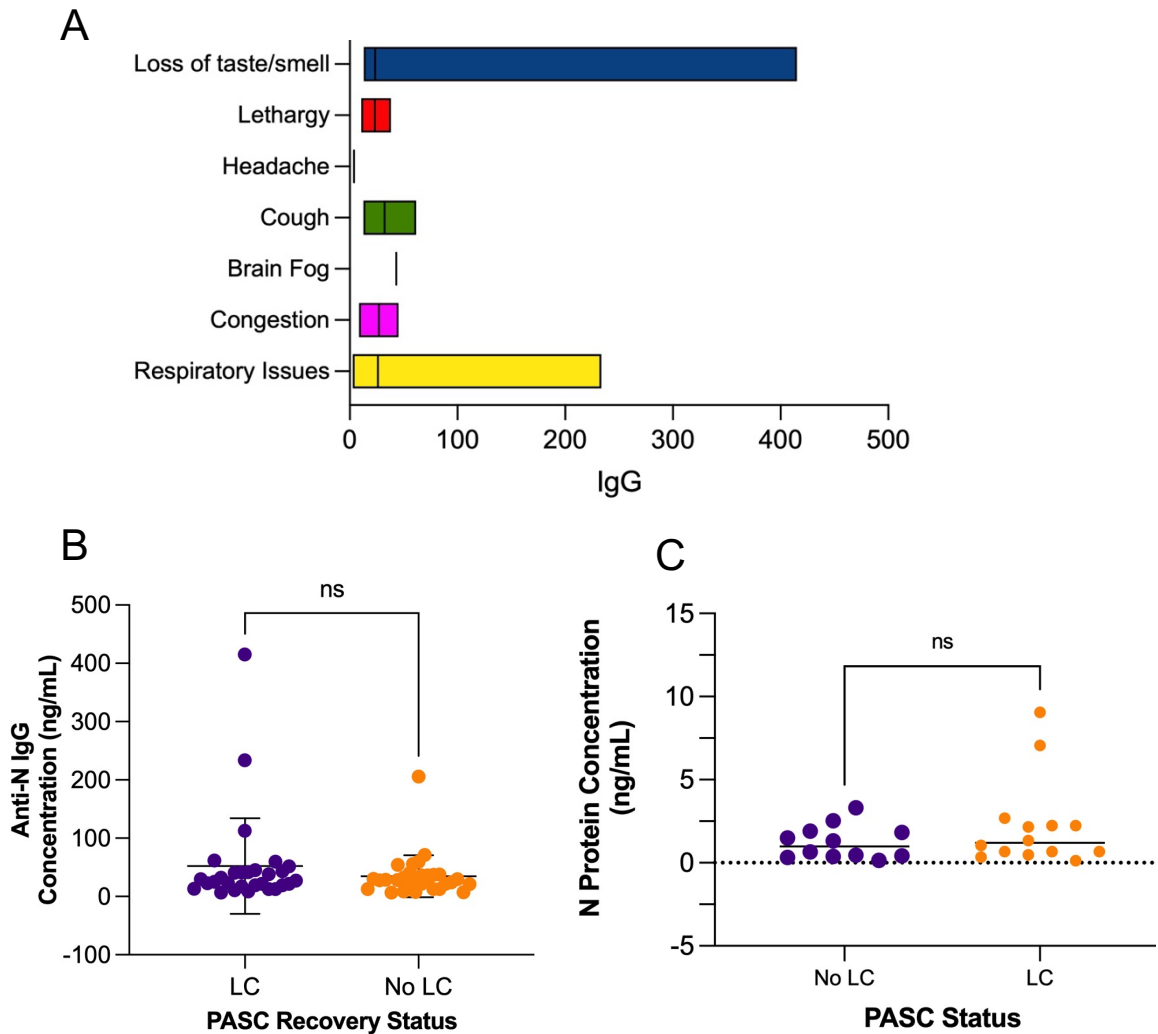 A
Loss of taste/smell
Lethargy
Headache
Cough
Brain Fog
Congestion
Respiratory Issues
0 100 200 300 400 500
IgG
B
ns
500
400
300
200
100
0
-100
Anti-N IgG
Concentration (ng/mL)
LC No LC
PASC Recovery Status
C
ns
15
10
5
0
-5
N Protein Concentration
(ng/mL)
No LC LC
PASC Status